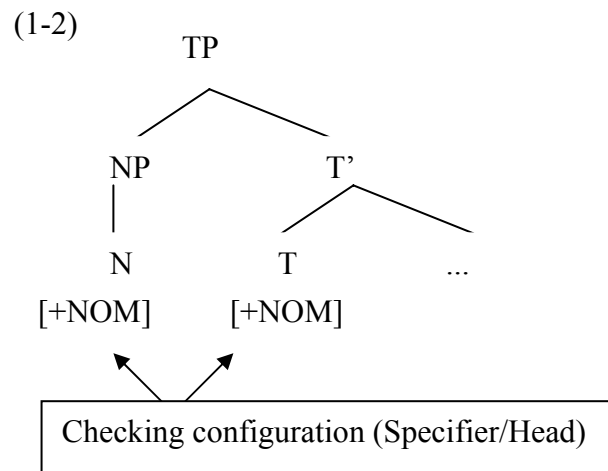 (1-2)
TP
NP T’
N T ...
[+NOM] [+NOM]
Checking configuration (Specifier/Head)